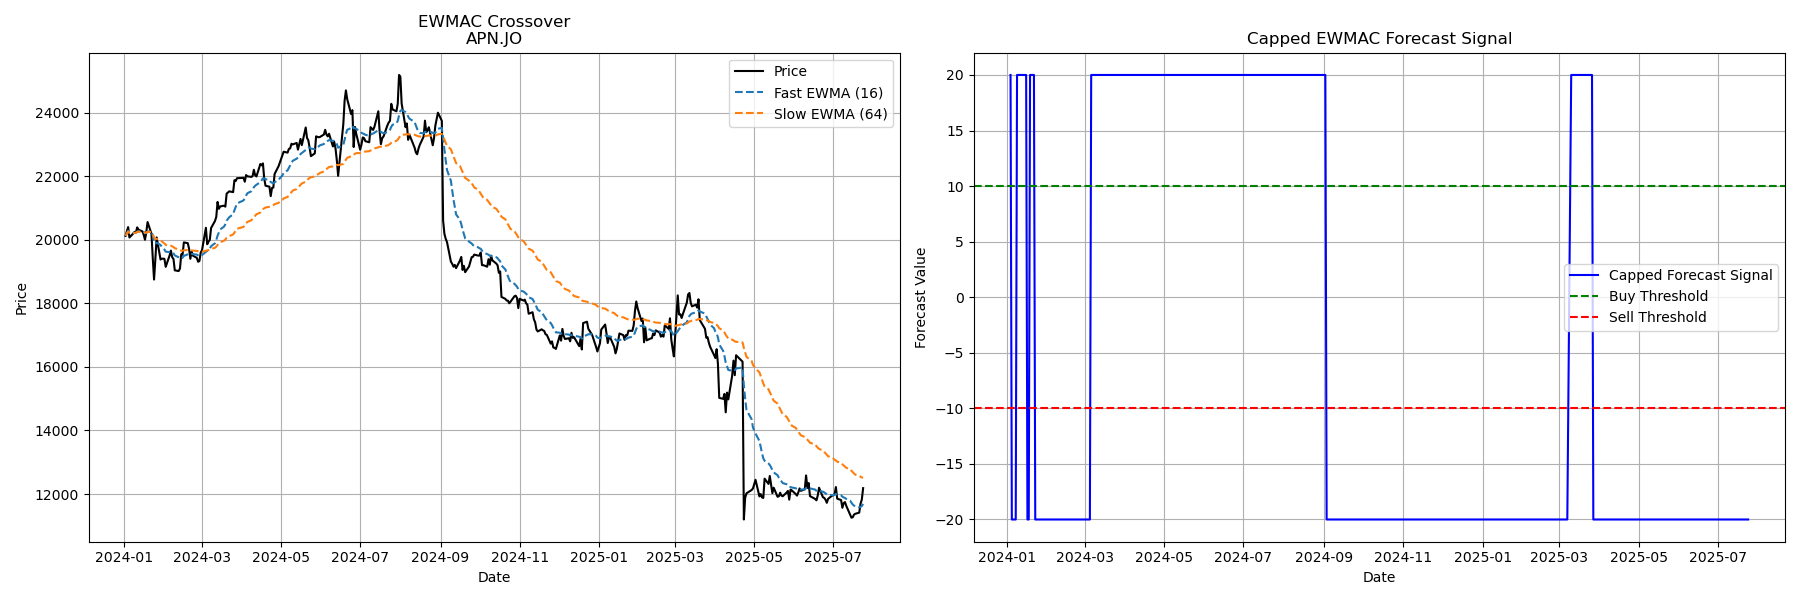 EWMAC Crossover
APN.JO
Price
Fast EWMA (16)
Slow EWMA (64)
24000
22000
20000
18000
16000
14000
12000
Price
2024-01 2024-03 2024-05 2024-07 2024-09 2024-11 2025-01 2025-03 2025-05 2025-07
Date
Capped EWMAC Forecast Signal
20
15
10
5
0
−5
−10
−15
−20
Forecast Value
Capped Forecast Signal
Buy Threshold
Sell Threshold
2024-01 2024-03 2024-05 2024-07 2024-09 2024-11 2025-01 2025-03 2025-05 2025-07
Date